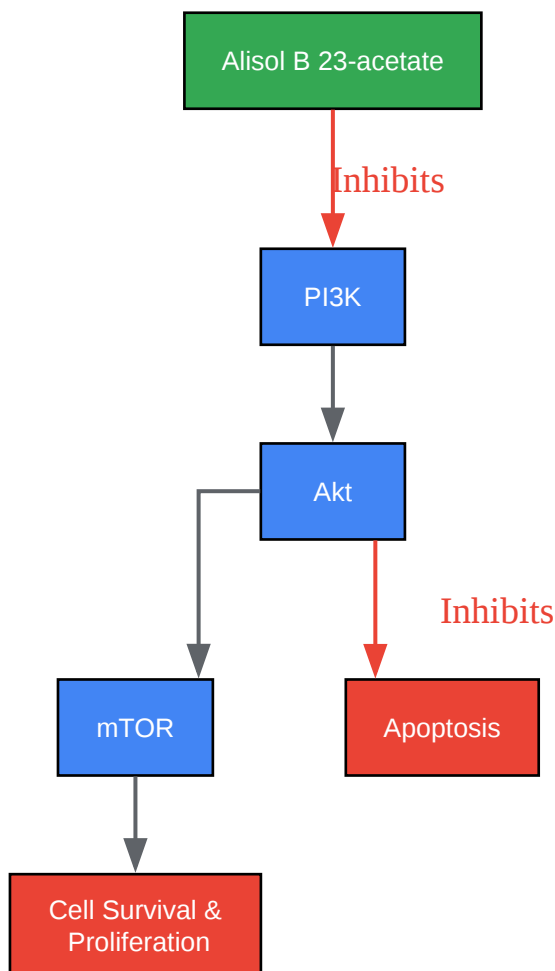 Alisol B 23-acetate
Inhibits
PI3K
Akt
Inhibits
mTOR
Apoptosis
Cell Survival &
Proliferation